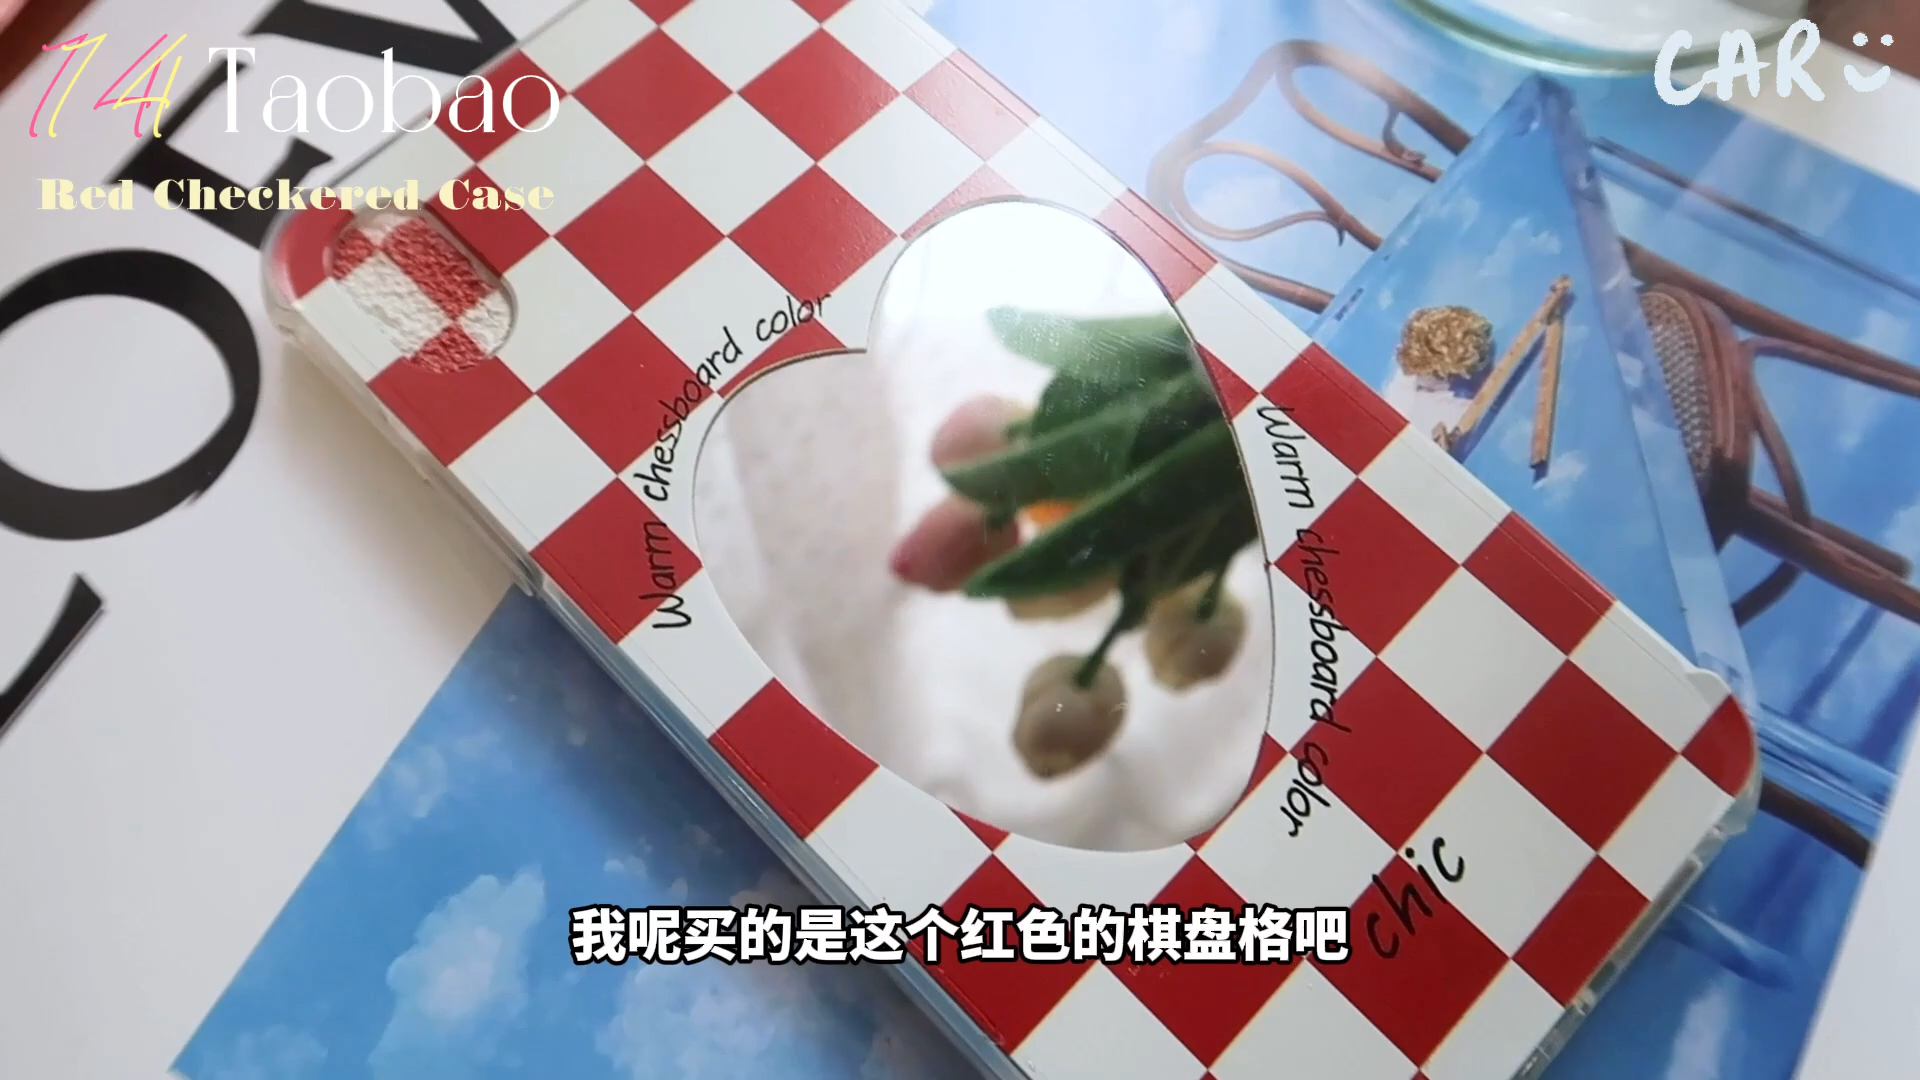 14 Taobao
CAR
Red Checkered Case
LOEV
Warm chessboard color
Warm chessboard color
chic
我呢买的是这个红色的棋盘格吧